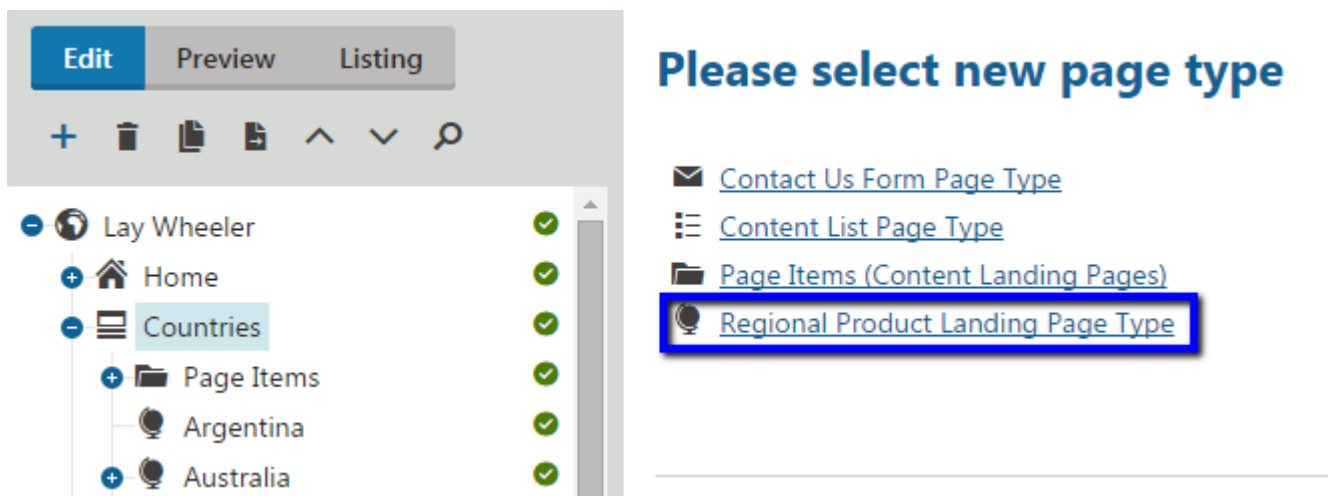 Edit Preview Listing
Lay Wheeler
Home
Countries
Page Items
Argentina
Australia
Please select new page type
Contact Us Form Page Type
Content List Page Type
Page Items (Content Landing Pages)
Regional Product Landing Page Type